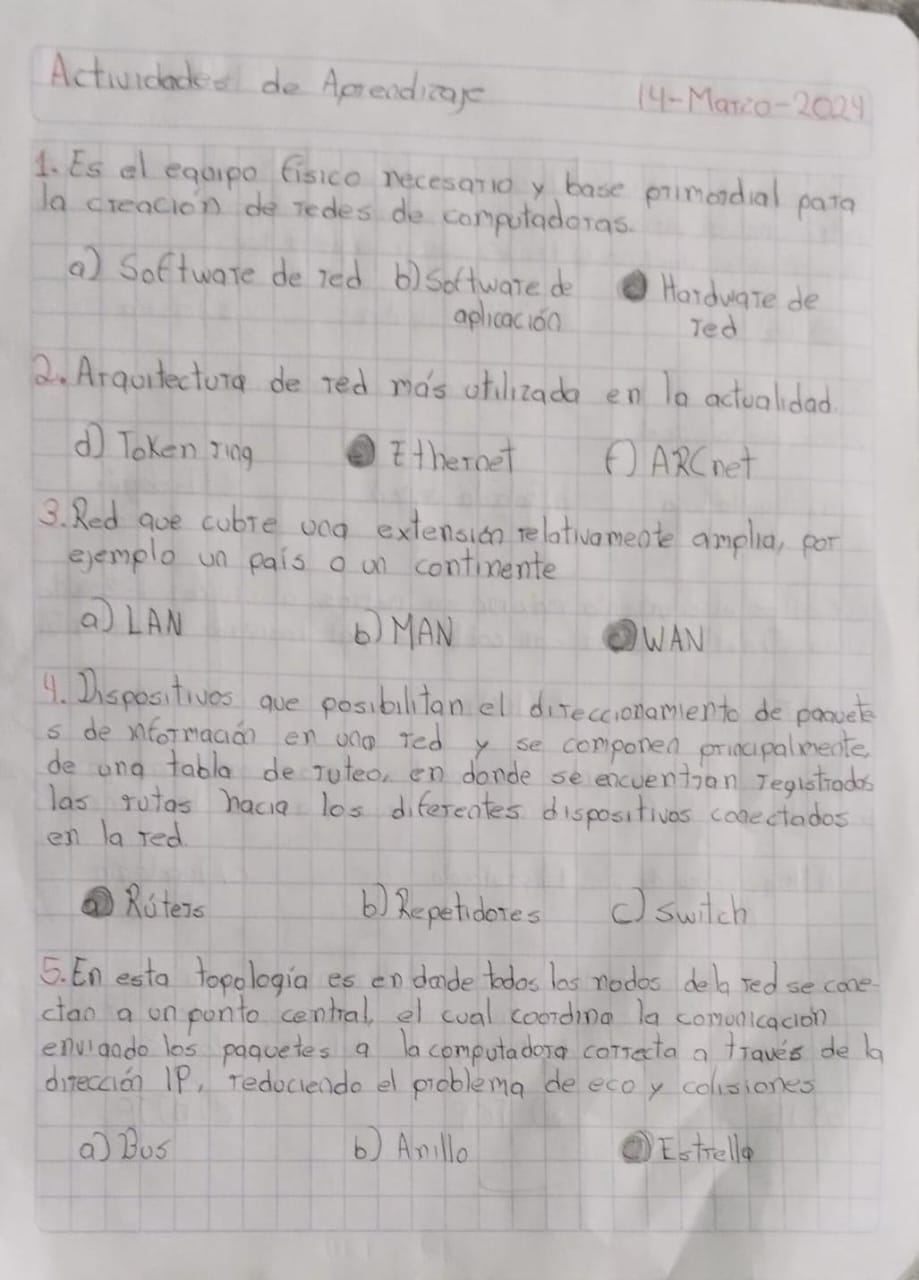 Actividades de Aprendizaje 14-Marzo-2024
1. Es el equipo físico necesario y base primordial para
la creación de redes de computadoras.
a) Software de red b) Software de Hardware de
aplicación red
2. Arquitectura de red más utilizada en la actualidad.
d) Token ring Ethernet f) ARCnet
3. Red que cubre una extensión relativamente amplia, por
ejemplo un país o un continente
a) LAN b) MAN c) WAN
4. Dispositivos que posibilitan el direccionamiento de paquete
s de información en una red y se componen principalmente
de una tabla de ruteo, en donde se encuentran registrados
las rutas hacia los diferentes dispositivos conectados
en la red.
a) Rúters b) Repetidores c) switch
5. En esta topología es en donde todos los nodos de la red se cone-
ctan a un punto central, el cual coordina la comunicación
enviando los paquetes a la computadora correcta a través de la
dirección IP, reduciendo el problema de eco y colisiones
a) Bus b) Anillo c) Estrella